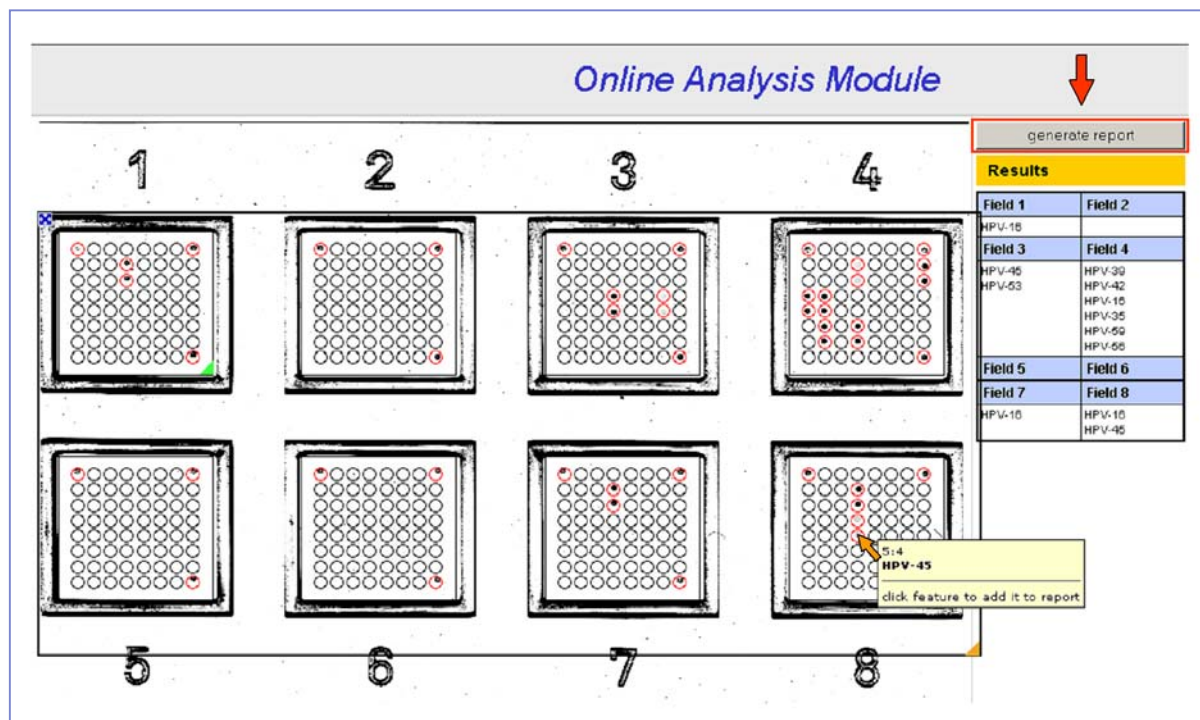 Online Analysis Module
generate report
1 2 3 4
Results
Field 1 Field 2
HPV-16
Field 3 Field 4
HPV-45 HPV-39
HPV-53 HPV-42
HPV-16
HPV-35
HPV-59
HPV-56
Field 5 Field 6
Field 7 Field 8
HPV-16 HPV-16
HPV-45
5:4
HPV-45
click feature to add it to report
5 6 7 8